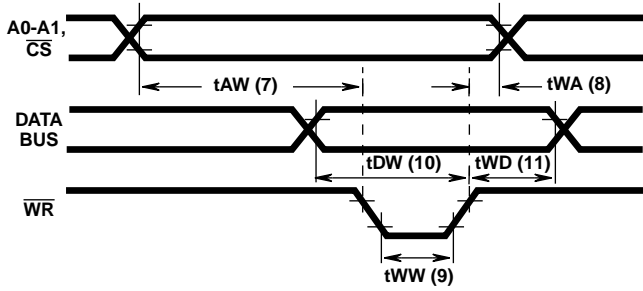 A0-A1,
CS
tAW (7)
tWA (8)
DATA
BUS
tDW (10)
tWD (11)
WR
tWW (9)